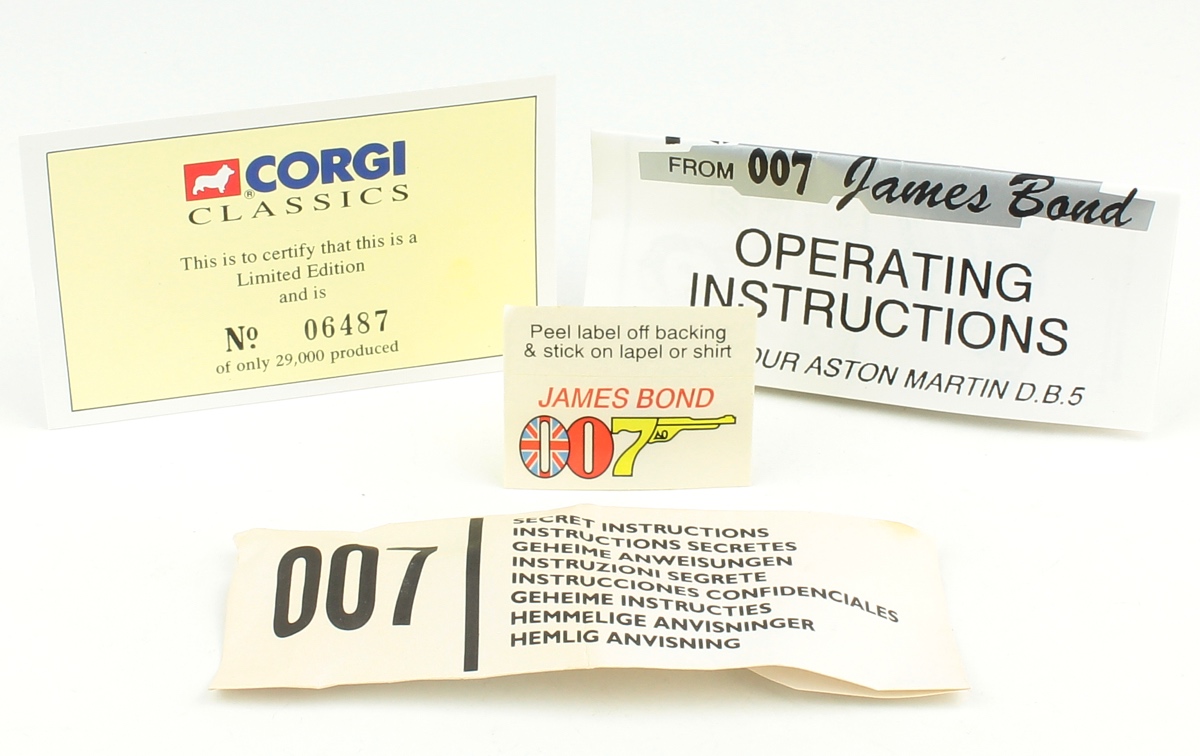 CORGI
®
CLASSICS
This is to certify that this is a
Limited Edition
and is
Nº. 06487
of only 29,000 produced
FROM 007 James Bond
OPERATING
INSTRUCTIONS
OUR ASTON MARTIN D.B.5
Peel label off backing
& stick on lapel or shirt
JAMES BOND
007
007
SECRET INSTRUCTIONS
INSTRUCTIONS SECRETES
GEHEIME ANWEISUNGEN
INSTRUZIONI SEGRETE
INSTRUCCIONES CONFIDENCIALES
GEHEIME INSTRUCTIES
HEMMELIGE ANVISNINGER
HEMLIG ANVISNING